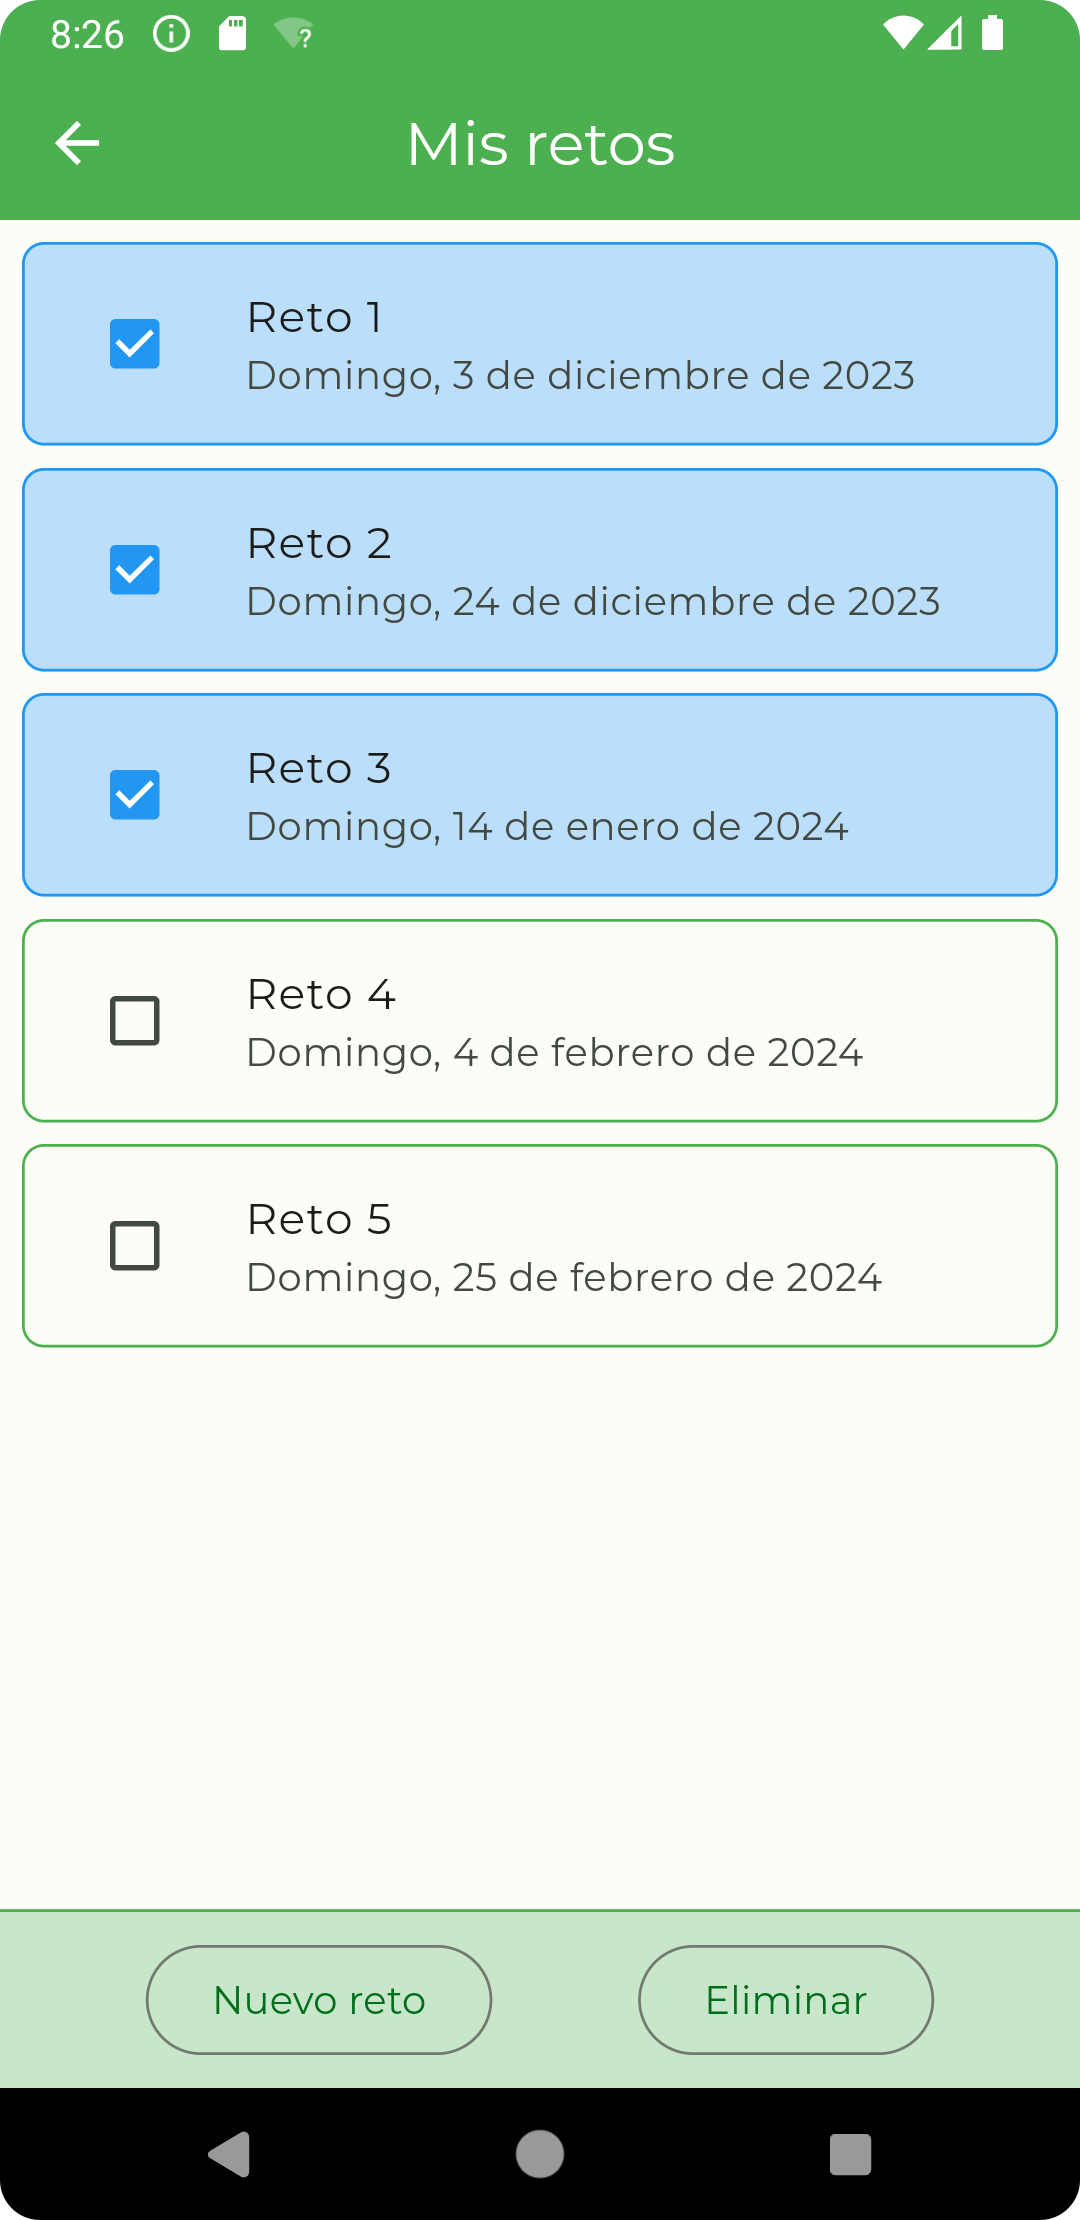 8:26
Mis retos
Reto 1
Domingo, 3 de diciembre de 2023
Reto 2
Domingo, 24 de diciembre de 2023
Reto 3
Domingo, 14 de enero de 2024
Reto 4
Domingo, 4 de febrero de 2024
Reto 5
Domingo, 25 de febrero de 2024
Nuevo reto
Eliminar